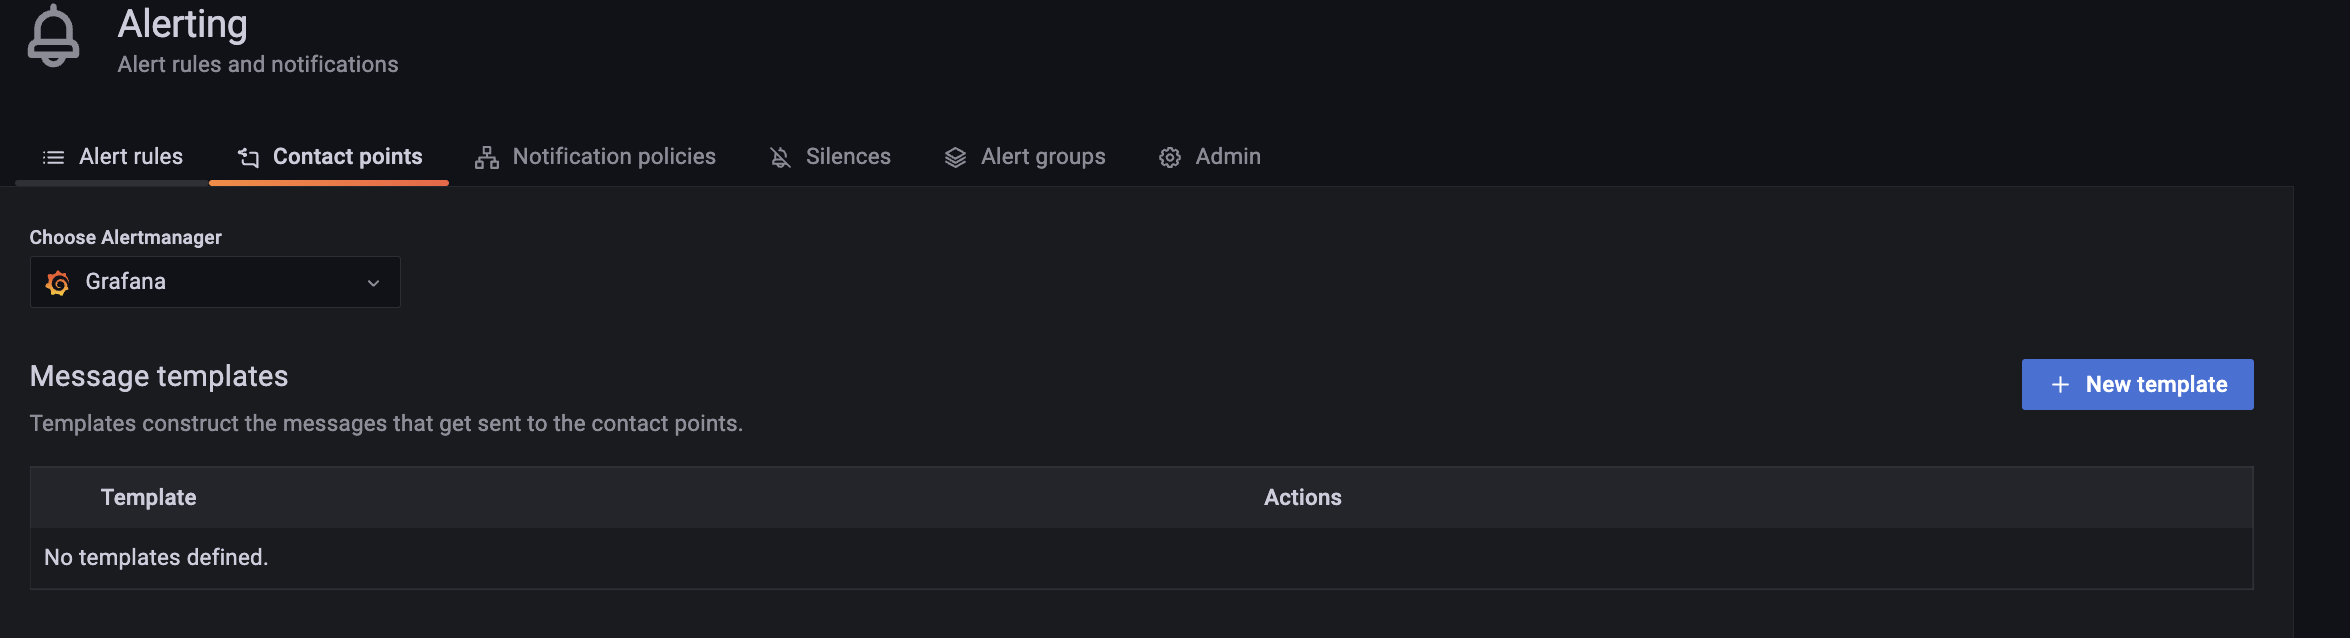 Alerting
Alert rules and notifications
Alert rules Contact points Notification policies Silences Alert groups Admin
Choose Alertmanager
Grafana
Message templates
+ New template
Templates construct the messages that get sent to the contact points.
Template Actions
No templates defined.